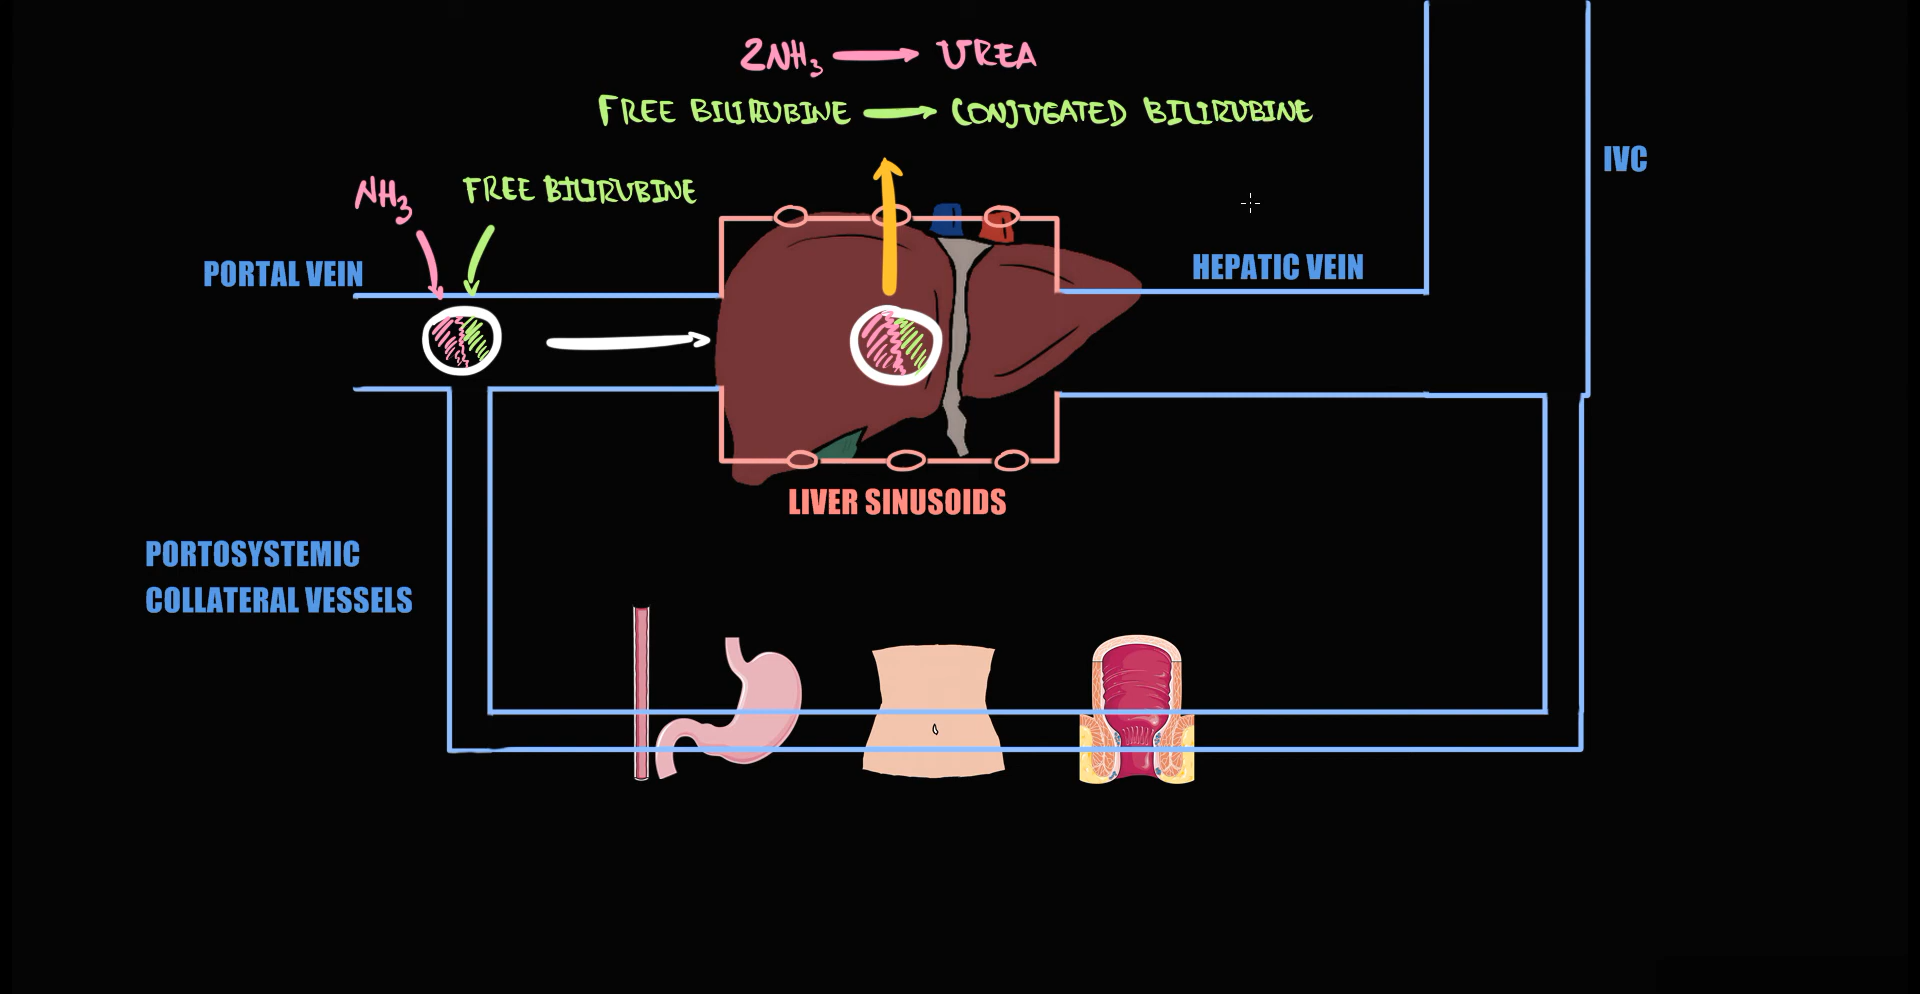 2NH₃ → UREA
FREE BILIRUBINE → CONJUGATED BILIRUBINE
IVC
NH₃
FREE BILIRUBINE
PORTAL VEIN
HEPATIC VEIN
LIVER SINUSOIDS
PORTOSYSTEMIC
COLLATERAL VESSELS